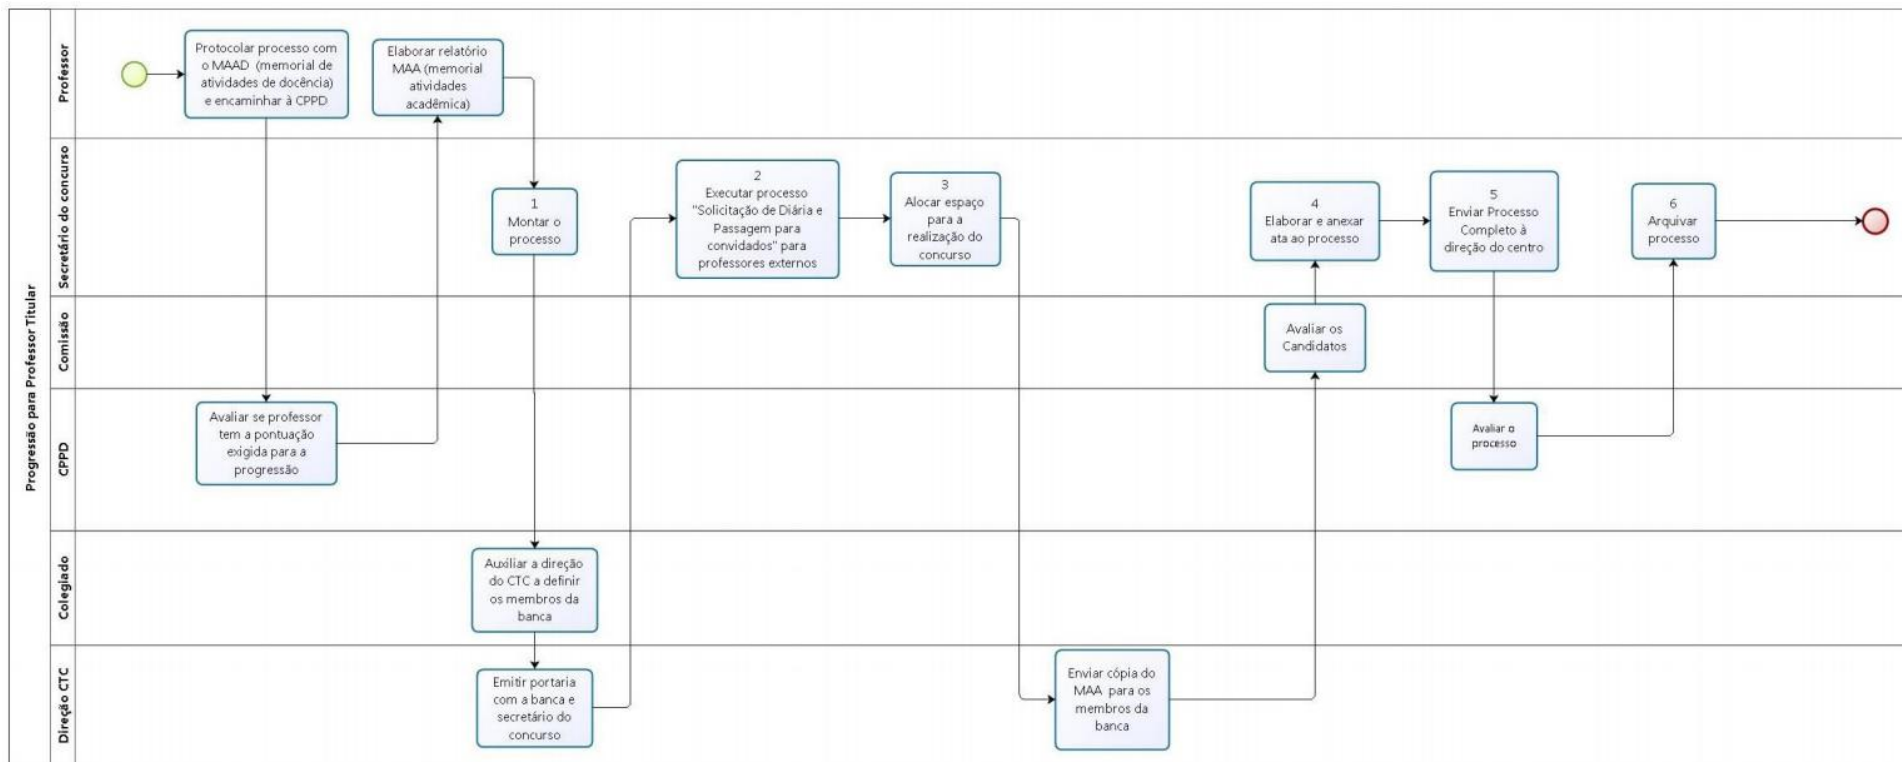 Progressão para Professor Titular
Professor
Protocolar processo com
o MAAD (memorial de
atividades de docência)
e encaminhar à CPPD
Elaborar relatório
MAA (memorial
atividades
acadêmica)
Secretário do concurso
1
Montar o
processo
2
Executar processo
"Solicitação de Diária e
Passagem para
convidados" para
professores externos
3
Alocar espaço
para a
realização do
concurso
4
Elaborar e anexar
ata ao processo
5
Enviar Processo
Completo à
direção do centro
6
Arquivar
processo
Comissão
Avaliar os
Candidatos
CPPD
Avaliar se professor
tem a pontuação
exigida para a
progressão
Avaliar o
processo
Colegiado
Auxiliar a direção
do CTC a definir
os membros da
banca
Direção CTC
Emitir portaria
com a banca e
secretário do
concurso
Enviar cópia do
MAA para os
membros da
banca